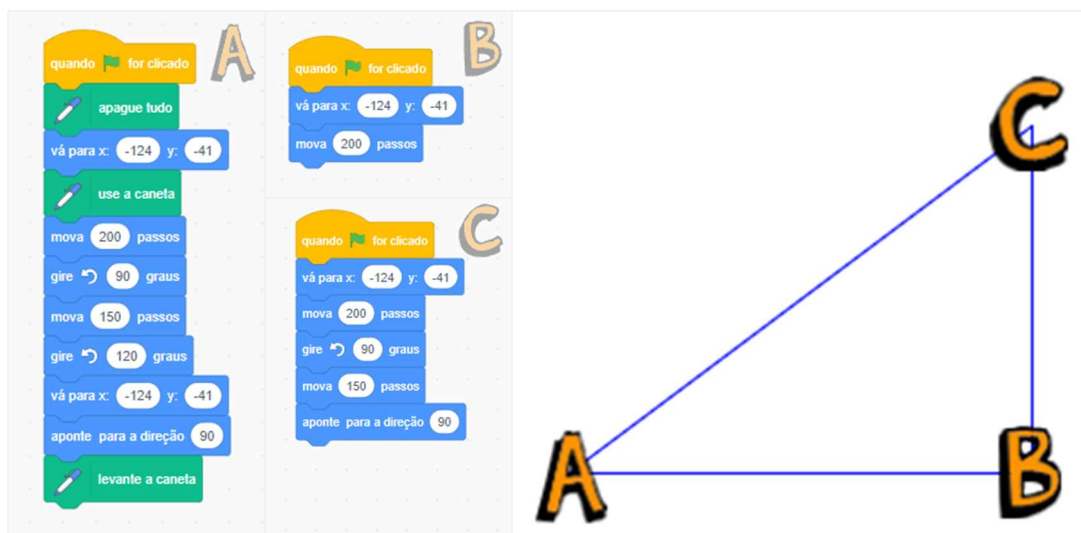 A
quando for clicado
apague tudo
vá para x: -124 y: -41
use a caneta
mova 200 passos
gire 90 graus
mova 150 passos
gire 120 graus
vá para x: -124 y: -41
aponte para a direção 90
levante a caneta
B
quando for clicado
vá para x: -124 y: -41
mova 200 passos
C
quando for clicado
vá para x: -124 y: -41
mova 200 passos
gire 90 graus
mova 150 passos
aponte para a direção 90
C
A
B